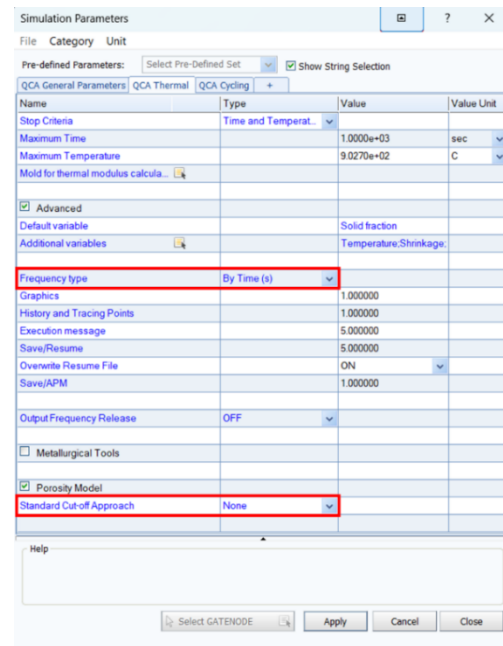 Simulation Parameters ? X
File Category Unit
Pre-defined Parameters: Select Pre-Defined Set Show String Selection
QCA General Parameters QCA Thermal QCA Cycling +
Name Type Value Value Unit
Stop Criteria Time and Temperat...
Maximum Time 1.0000e+03 sec
Maximum Temperature 9.0270e+02 C
Mold for thermal modulus calcula...
Advanced
Default variable Solid fraction
Additional variables Temperature;Shrinkage;
Frequency type By Time (s)
Graphics 1.000000
History and Tracing Points 1.000000
Execution message 5.000000
Save/Resume 5.000000
Overwrite Resume File ON
Save/APM 1.000000
Output Frequency Release OFF
Metallurgical Tools
Porosity Model
Standard Cut-off Approach None
Help
Select GATENODE Apply Cancel Close